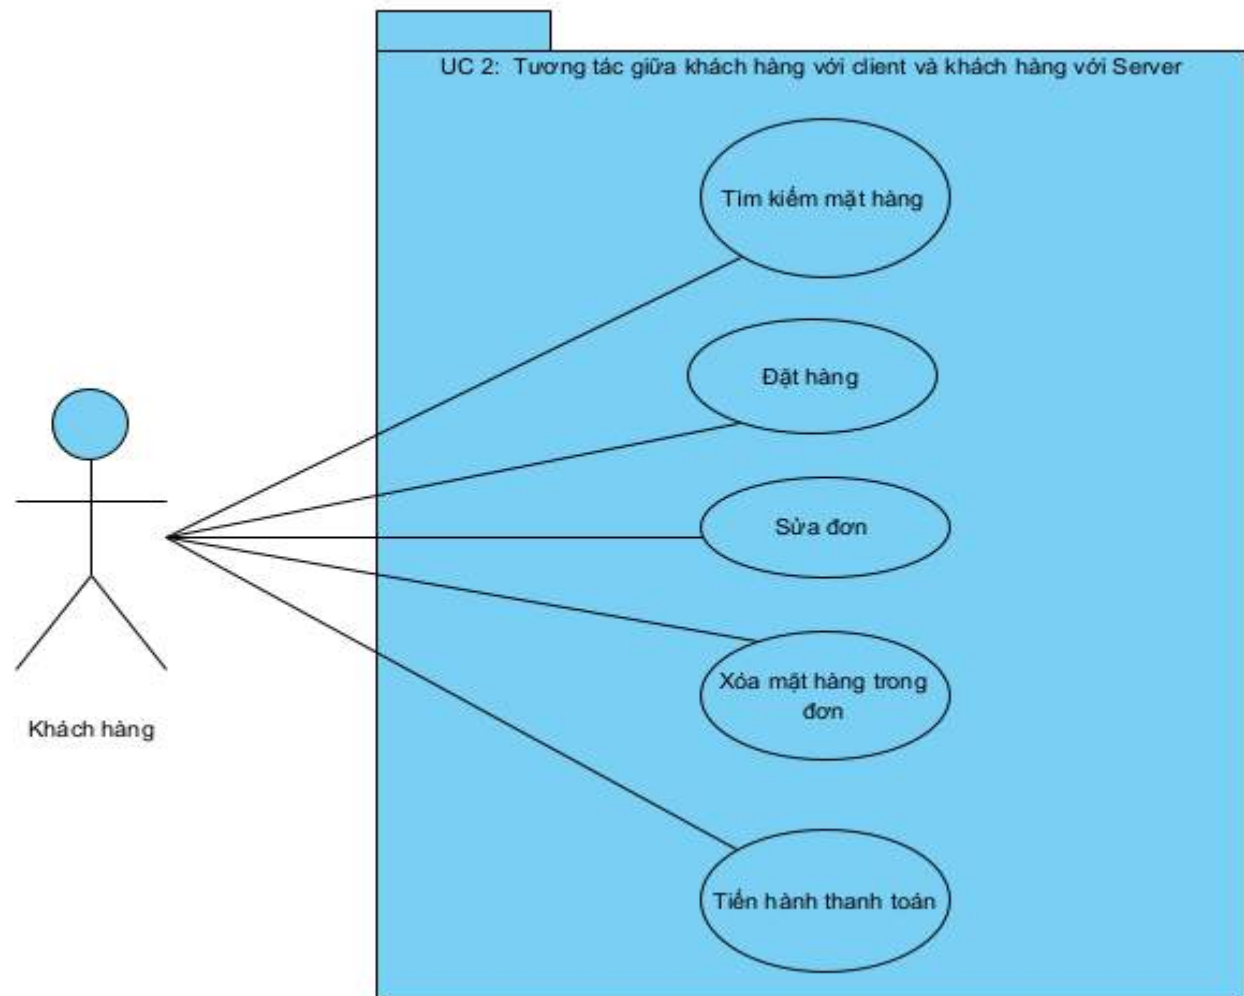 UC 2: Tương tác giữa khách hàng với client và khách hàng với Server
Tìm kiếm mặt hàng
Đặt hàng
Sửa đơn
Xóa mặt hàng trong
đơn
Khách hàng
Tiến hành thanh toán